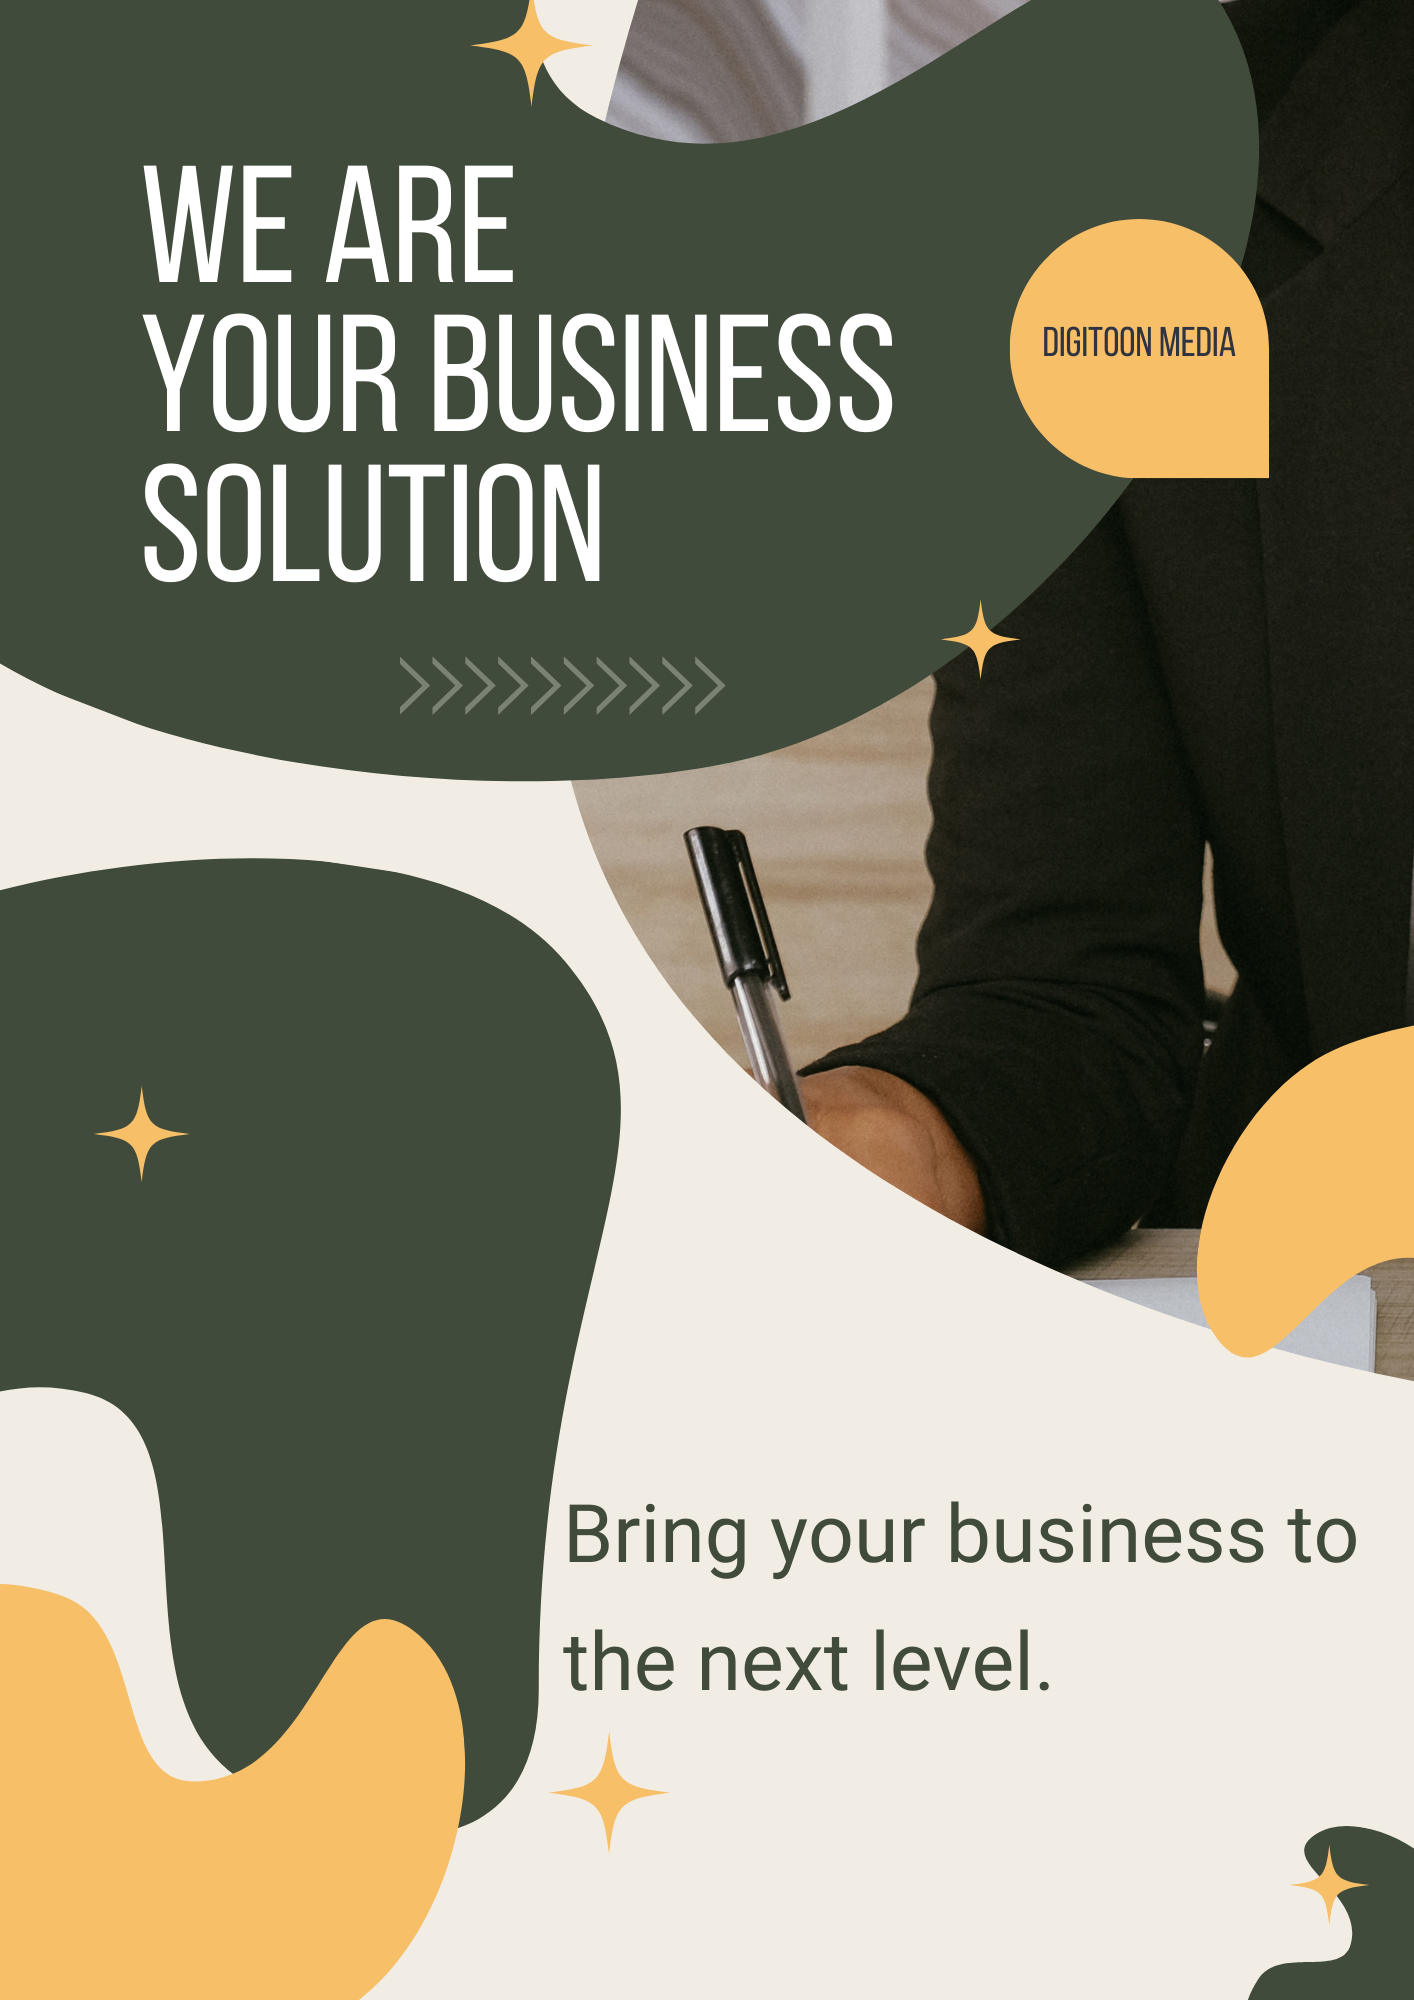 WE ARE
YOUR BUSINESS
SOLUTION
DIGITOON MEDIA
Bring your business to
the next level.